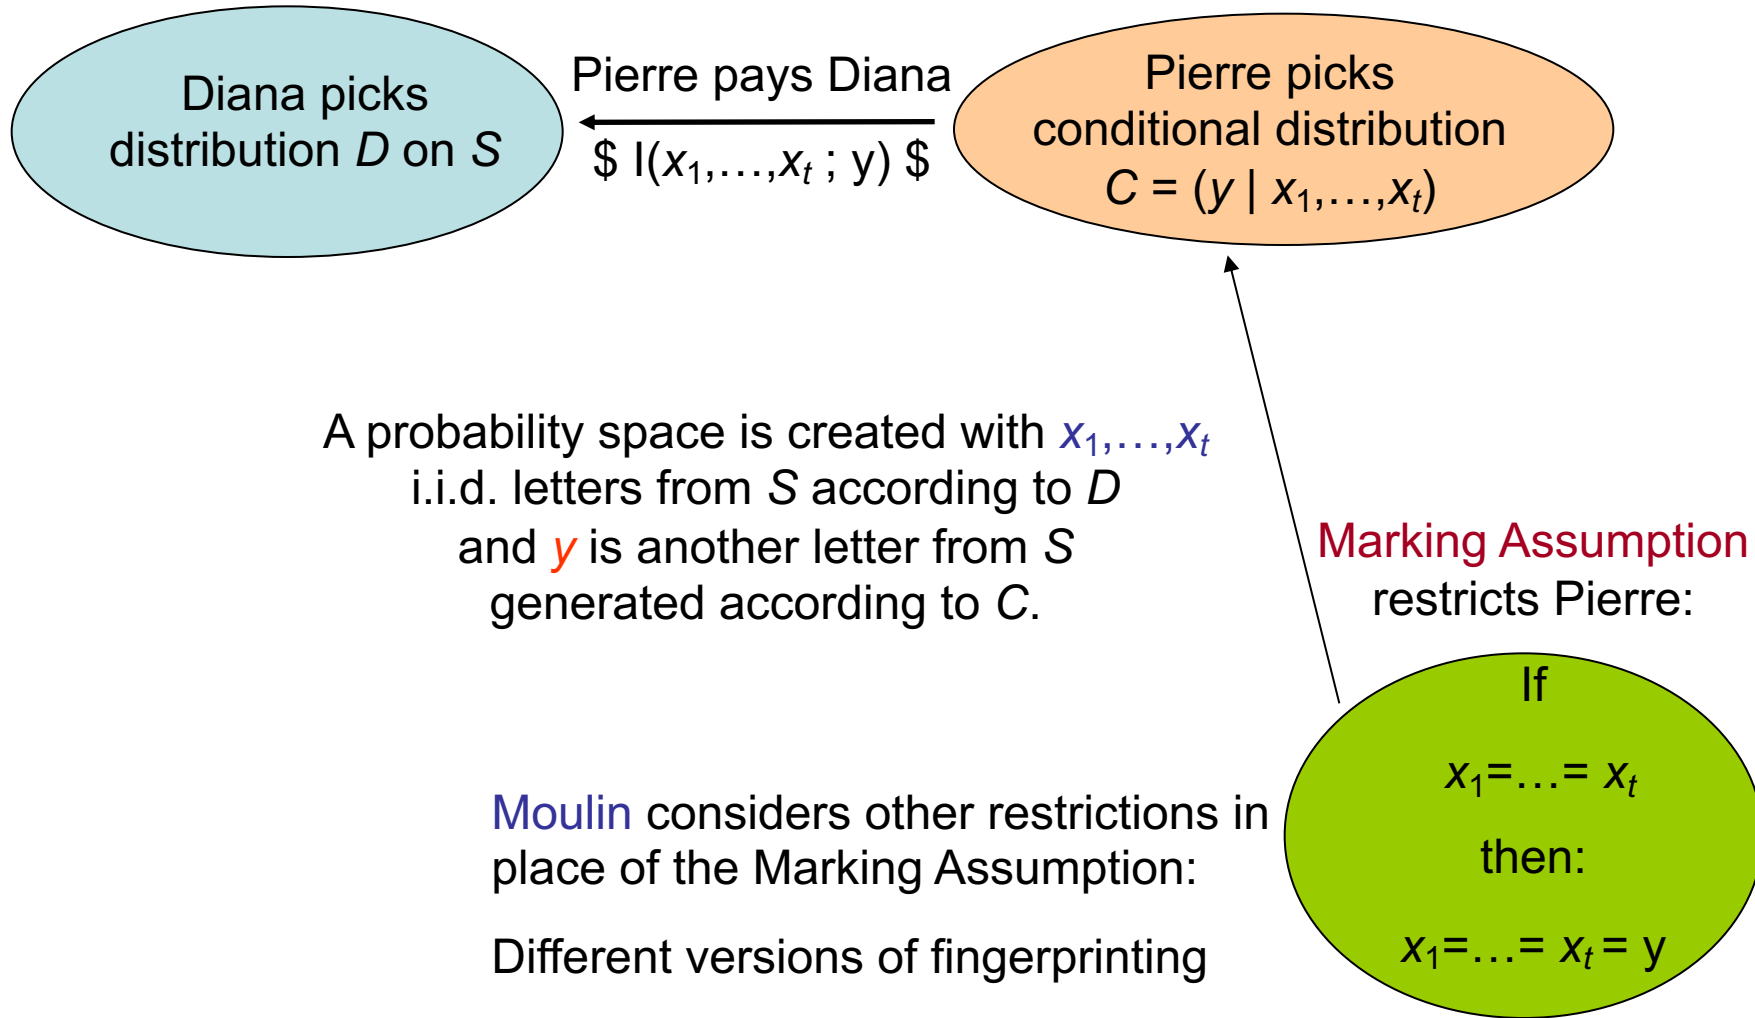 Diana picks
distribution D on S
Pierre pays Diana
$ I(x₁,…,xₜ ; y) $
Pierre picks
conditional distribution
C = (y | x₁,…,xₜ)
A probability space is created with x₁,…,xₜ
i.i.d. letters from S according to D
and y is another letter from S
generated according to C.
Marking Assumption
restricts Pierre:
If
x₁=…= xₜ
then:
x₁=…= xₜ = y
Moulin considers other restrictions in
place of the Marking Assumption:
Different versions of fingerprinting